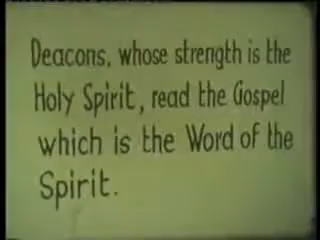 Deacons, whose strength is the
Holy Spirit, read the Gospel
which is the Word of the
Spirit.